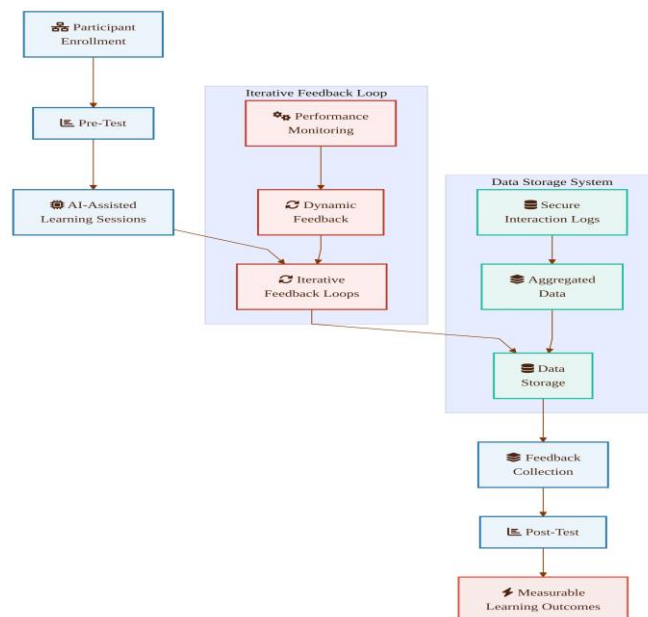 Participant
Enrollment
Pre-Test
AI-Assisted
Learning Sessions
Iterative Feedback Loop
Performance
Monitoring
Dynamic
Feedback
Iterative
Feedback Loops
Data Storage System
Secure
Interaction Logs
Aggregated
Data
Data
Storage
Feedback
Collection
Post-Test
Measurable
Learning Outcomes